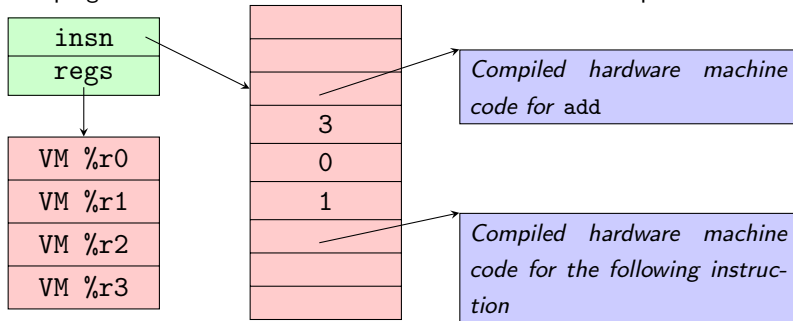 insn
regs
VM %r0
VM %r1
VM %r2
VM %r3
3
0
1
Compiled hardware machine
code for add
Compiled hardware machine
code for the following instruc-
tion